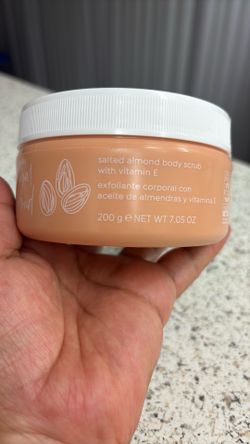 salted almond body scrub
with vitamin E
exfoliante corporal con
aceite de almendras y vitamina E
200 g ℮ NET WT 7.05 OZ